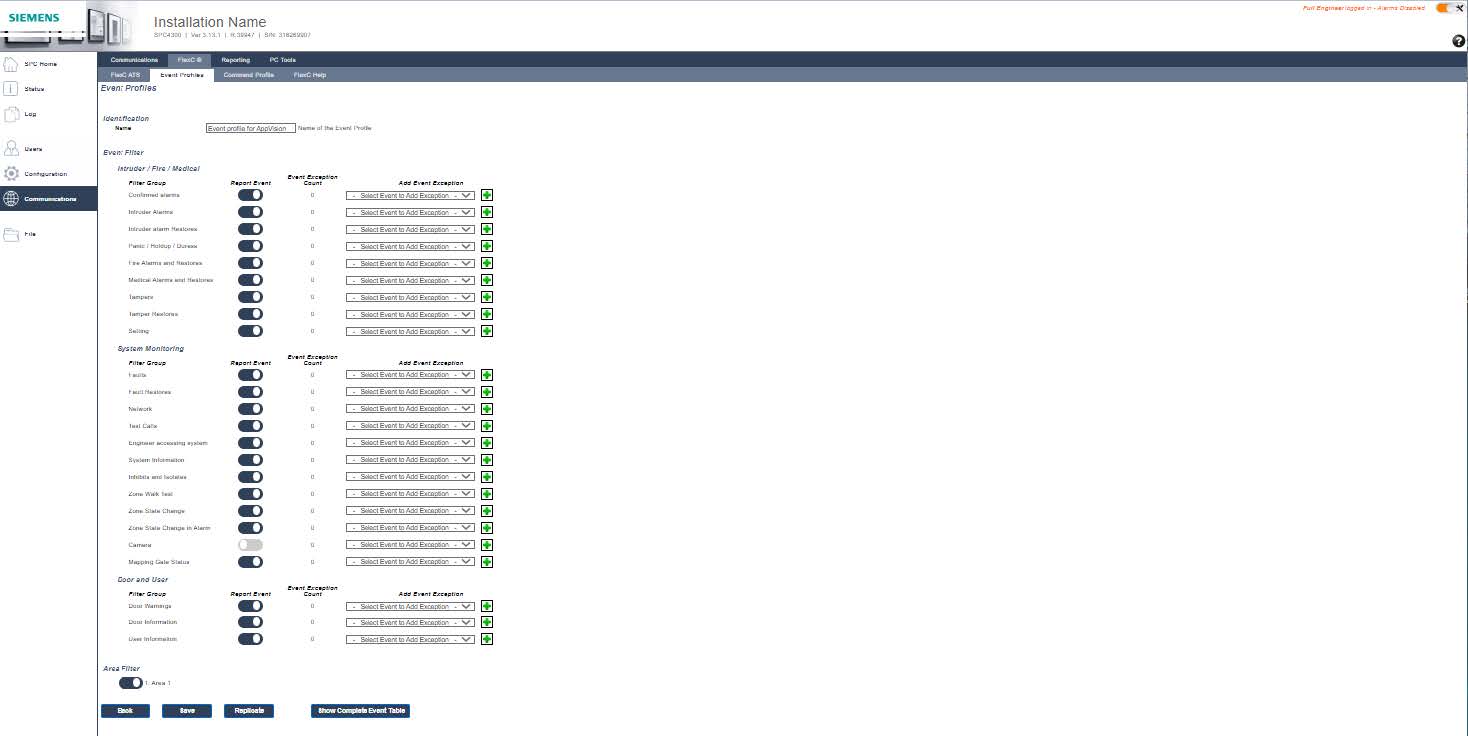 SIEMENS
Installation Name
SPC4300 | Ver 3.13.1 | R.39947 | S/N: 316269907
Full Engineer logged in - Alarms Disabled
SPC Home
Status
Log
Users
Configuration
Communications
File
Communications FlexC ® Reporting PC Tools
FlexC ATS Event Profiles Command Profile FlexC Help
Event Profiles
Identification
Name Event profile for AppVision Name of the Event Profile
Event Filter
Intruder / Fire / Medical
Filter Group Report Event Event Exception Count Add Event Exception
Confirmed alarms 0 - Select Event to Add Exception -
Intruder Alarms 0 - Select Event to Add Exception -
Intruder alarm Restores 0 - Select Event to Add Exception -
Panic / Holdup / Duress 0 - Select Event to Add Exception -
Fire Alarms and Restores 0 - Select Event to Add Exception -
Medical Alarms and Restores 0 - Select Event to Add Exception -
Tampers 0 - Select Event to Add Exception -
Tamper Restores 0 - Select Event to Add Exception -
Setting 0 - Select Event to Add Exception -
System Monitoring
Filter Group Report Event Event Exception Count Add Event Exception
Faults 0 - Select Event to Add Exception -
Fault Restores 0 - Select Event to Add Exception -
Network 0 - Select Event to Add Exception -
Test Calls 0 - Select Event to Add Exception -
Engineer accessing system 0 - Select Event to Add Exception -
System Information 0 - Select Event to Add Exception -
Inhibits and Isolates 0 - Select Event to Add Exception -
Zone Walk Test 0 - Select Event to Add Exception -
Zone State Change 0 - Select Event to Add Exception -
Zone State Change in Alarm 0 - Select Event to Add Exception -
Camera 0 - Select Event to Add Exception -
Mapping Gate Status 0 - Select Event to Add Exception -
Door and User
Filter Group Report Event Event Exception Count Add Event Exception
Door Warnings 0 - Select Event to Add Exception -
Door Information 0 - Select Event to Add Exception -
User Information 0 - Select Event to Add Exception -
Area Filter
1: Area 1
Back Save Replicate Show Complete Event Table